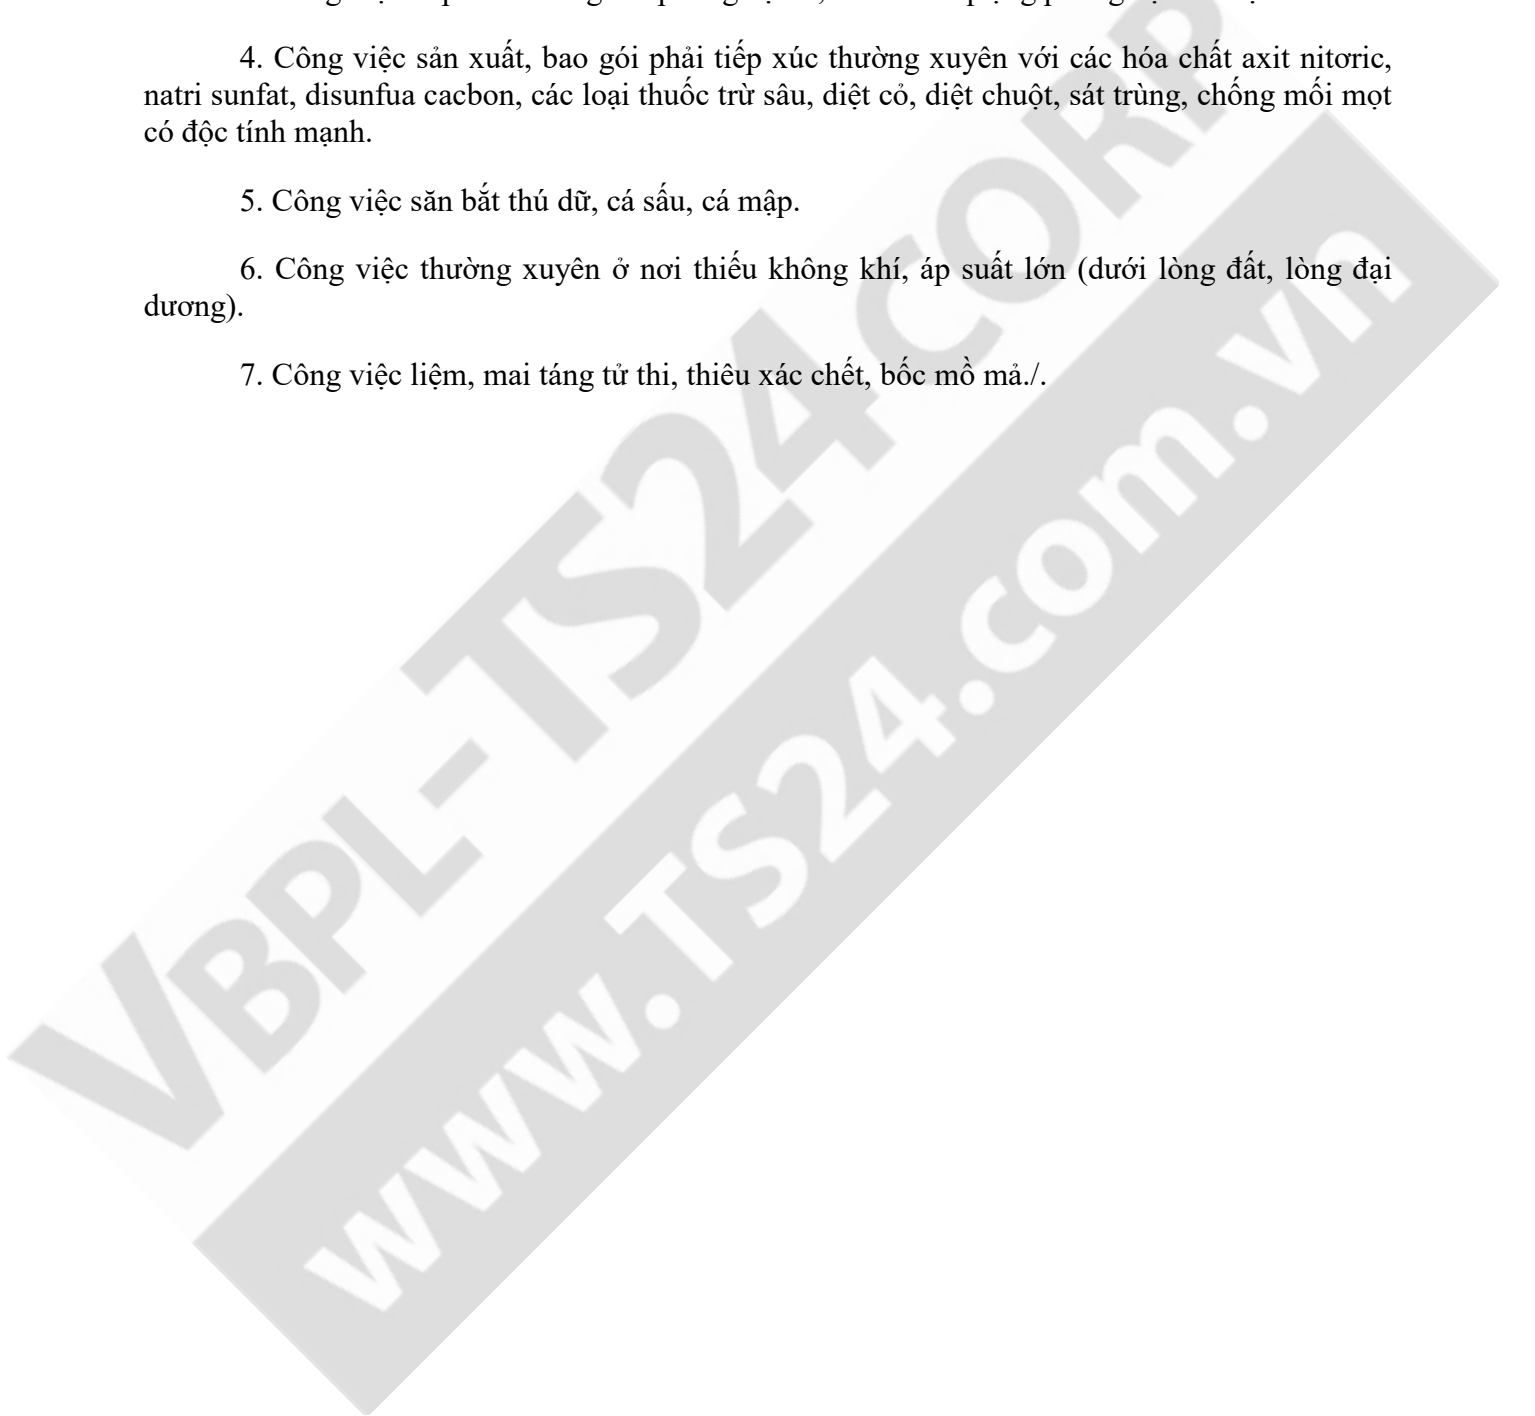 4. Công việc sản xuất, bao gói phải tiếp xúc thường xuyên với các hóa chất axit nitơric,
natri sunfat, disunfua cacbon, các loại thuốc trừ sâu, diệt cỏ, diệt chuột, sát trùng, chống mối mọt
có độc tính mạnh.
5. Công việc săn bắt thú dữ, cá sấu, cá mập.
6. Công việc thường xuyên ở nơi thiếu không khí, áp suất lớn (dưới lòng đất, lòng đại
dương).
7. Công việc liệm, mai táng tử thi, thiêu xác chết, bốc mồ mả./.
VBPL-TS24CORP
www.TS24.com.vn